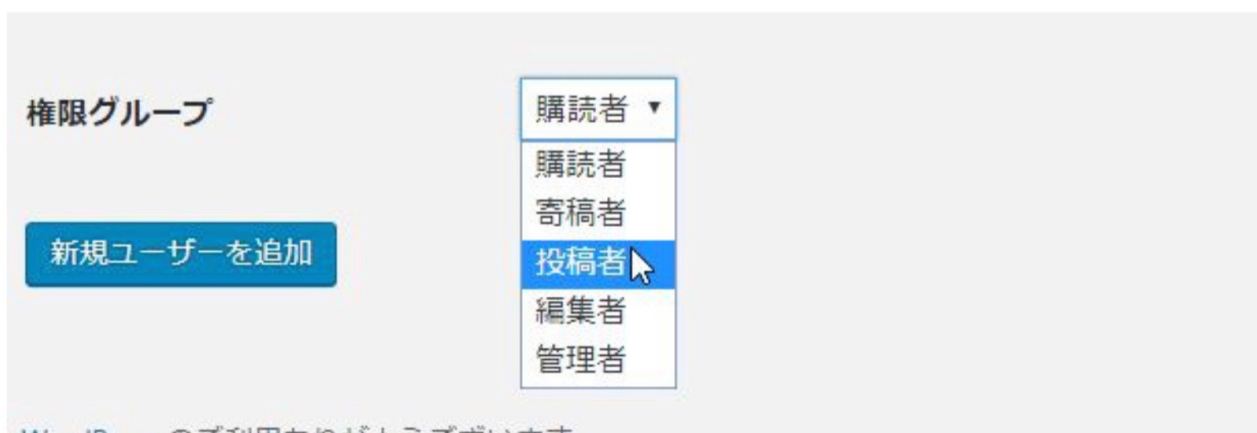 権限グループ
購読者
購読者
寄稿者
投稿者
編集者
管理者
新規ユーザーを追加